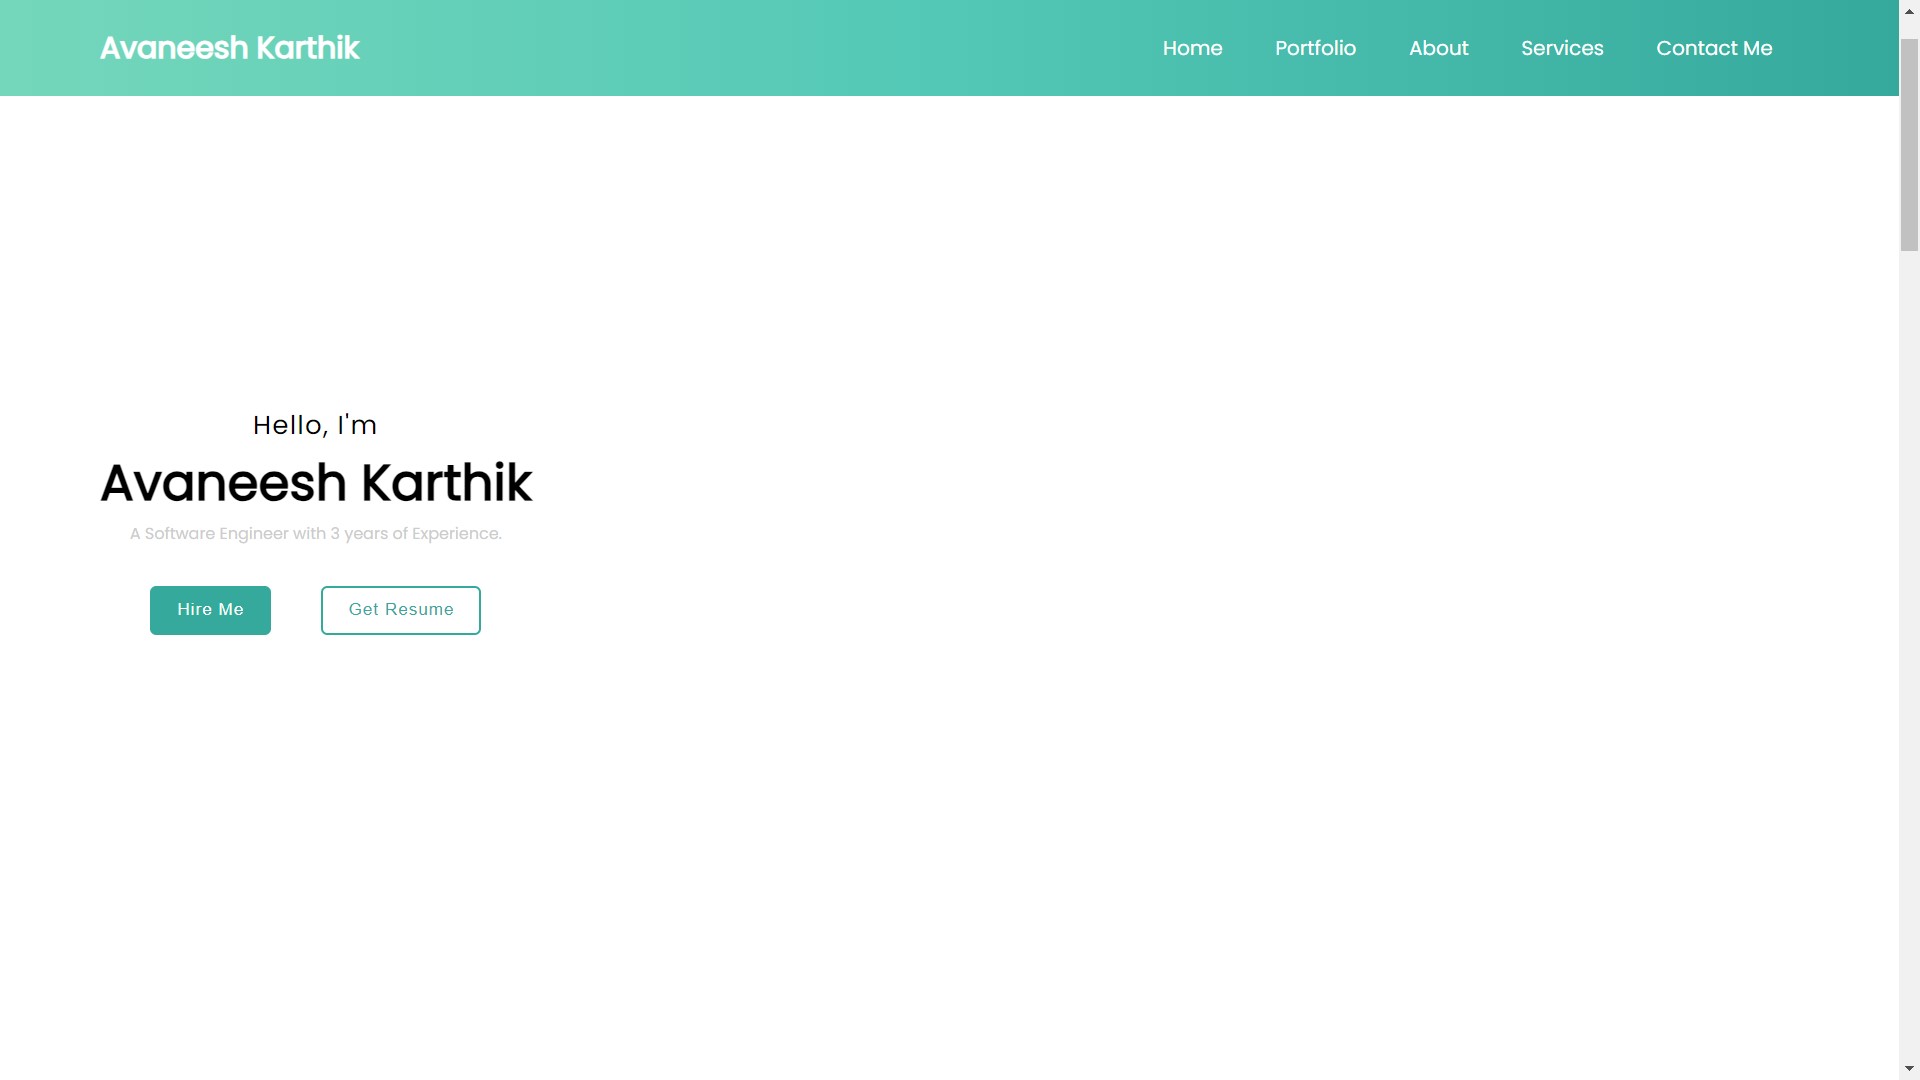 Avaneesh Karthik
Home Portfolio About Services Contact Me
Hello, I'm
Avaneesh Karthik
A Software Engineer with 3 years of Experience.
Hire Me Get Resume